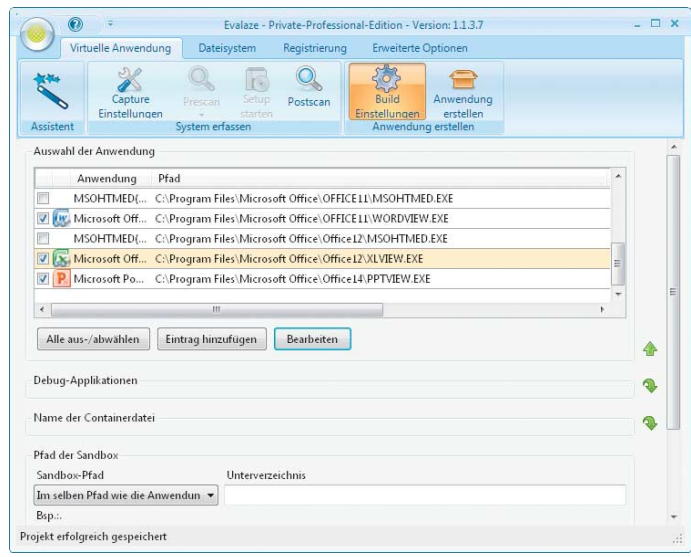 Evalaze - Private-Professional-Edition - Version: 1.1.3.7
Virtuelle Anwendung Dateisystem Registrierung Erweiterte Optionen
Capture Einstellungen
Prescan
Setup starten
Postscan
Build Einstellungen
Anwendung erstellen
Assistent System erfassen Anwendung erstellen
Auswahl der Anwendung
Anwendung Pfad
MSOHTMED{... C:\Program Files\Microsoft Office\OFFICE11\MSOHTMED.EXE
Microsoft Off... C:\Program Files\Microsoft Office\OFFICE11\WORDVIEW.EXE
MSOHTMED{... C:\Program Files\Microsoft Office\Office12\MSOHTMED.EXE
Microsoft Off... C:\Program Files\Microsoft Office\Office12\XLVIEW.EXE
Microsoft Po... C:\Program Files\Microsoft Office\Office14\PPTVIEW.EXE
Alle aus-/abwählen Eintrag hinzufügen Bearbeiten
Debug-Applikationen
Name der Containerdatei
Pfad der Sandbox
Sandbox-Pfad Unterverzeichnis
Im selben Pfad wie die Anwendun
Bsp.:.
Projekt erfolgreich gespeichert